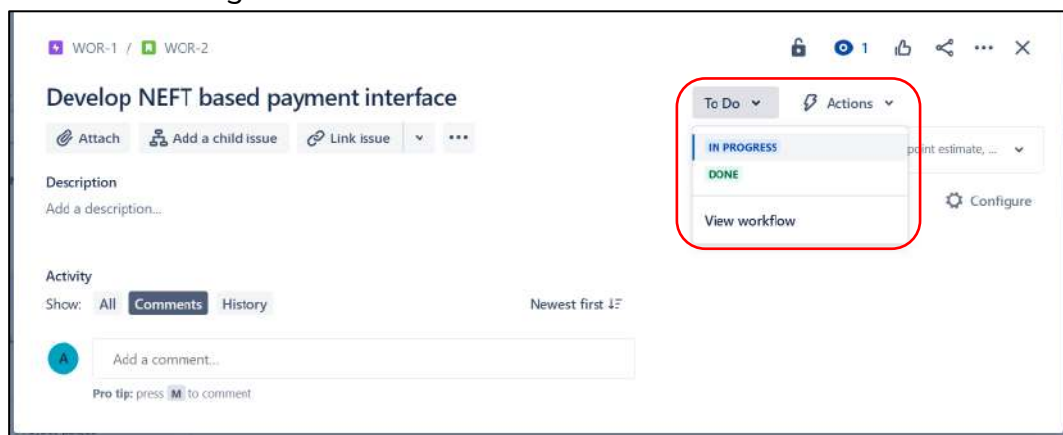 WOR-1 / WOR-2
1
Develop NEFT based payment interface
To Do
Actions
Attach
Add a child issue
Link issue
IN PROGRESS
point estimate, ...
DONE
Description
Add a description...
Configure
View workflow
Activity
Show: All Comments History
Newest first
A
Add a comment...
Pro tip: press M to comment